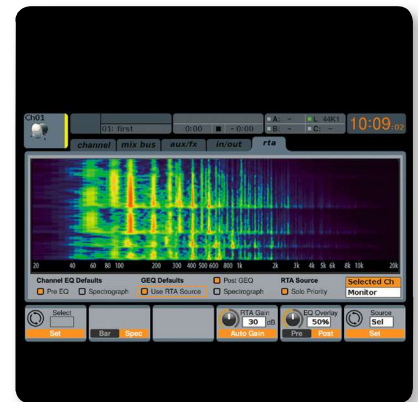 Ch01
A: - L 44K1
01: first 0:00 - 0:00 B: - C: - 10:09:02
channel mix bus aux/fx in/out rta
20 40 60 80 100 200 300 400 500 600 800 1k 2k 3k 4k 5k 6k 8k 10k 20k
Channel EQ Defaults GEQ Defaults Post GEQ RTA Source Selected Ch
Pre EQ Spectrograph Use RTA Source Spectrograph Solo Priority Monitor
Select RTA Gain EQ Overlay Source
30 dB 50% Sel
Set Bar Spec Auto Gain Pre Post Set